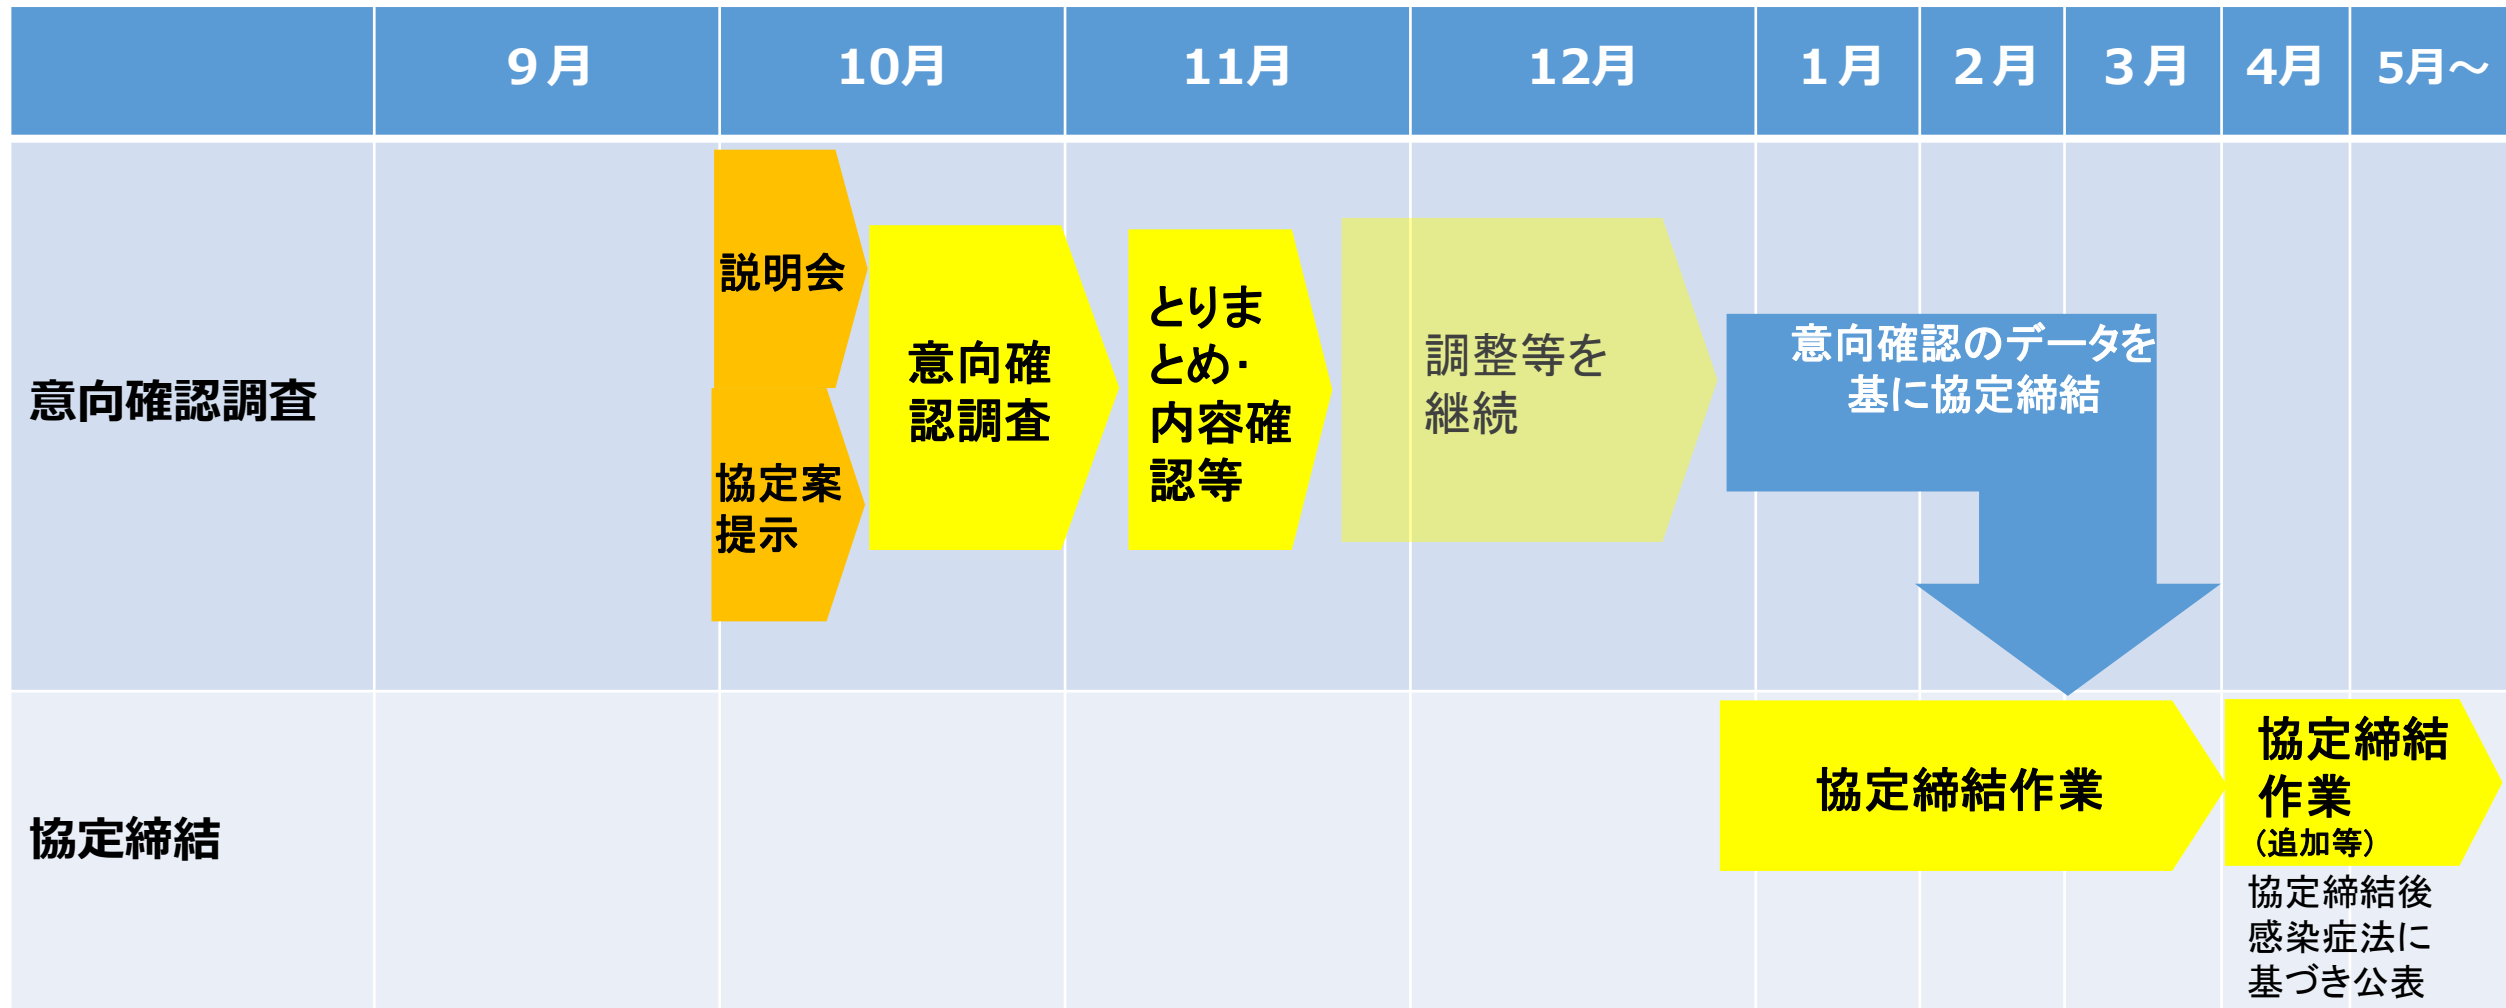 9月
10月
11月
12月
1月
2月
3月
4月
5月～
意向確認調査
説明会
協定案
提示
意向確
認調査
とりま
とめ・
内容確
認等
調整等を
継続
意向確認のデータを
基に協定締結
協定締結
協定締結作業
協定締結
作業
（追加等）
協定締結後
感染症法に
基づき公表